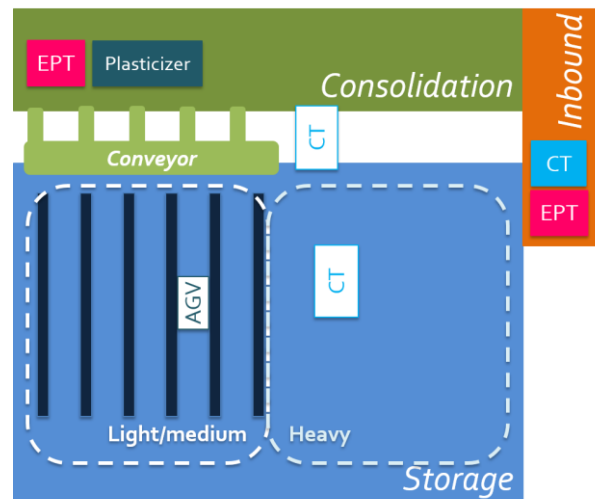 EPT
Plasticizer
Consolidation
Inbound
CT
Conveyor
CT
EPT
AGV
CT
Light/medium
Heavy
Storage